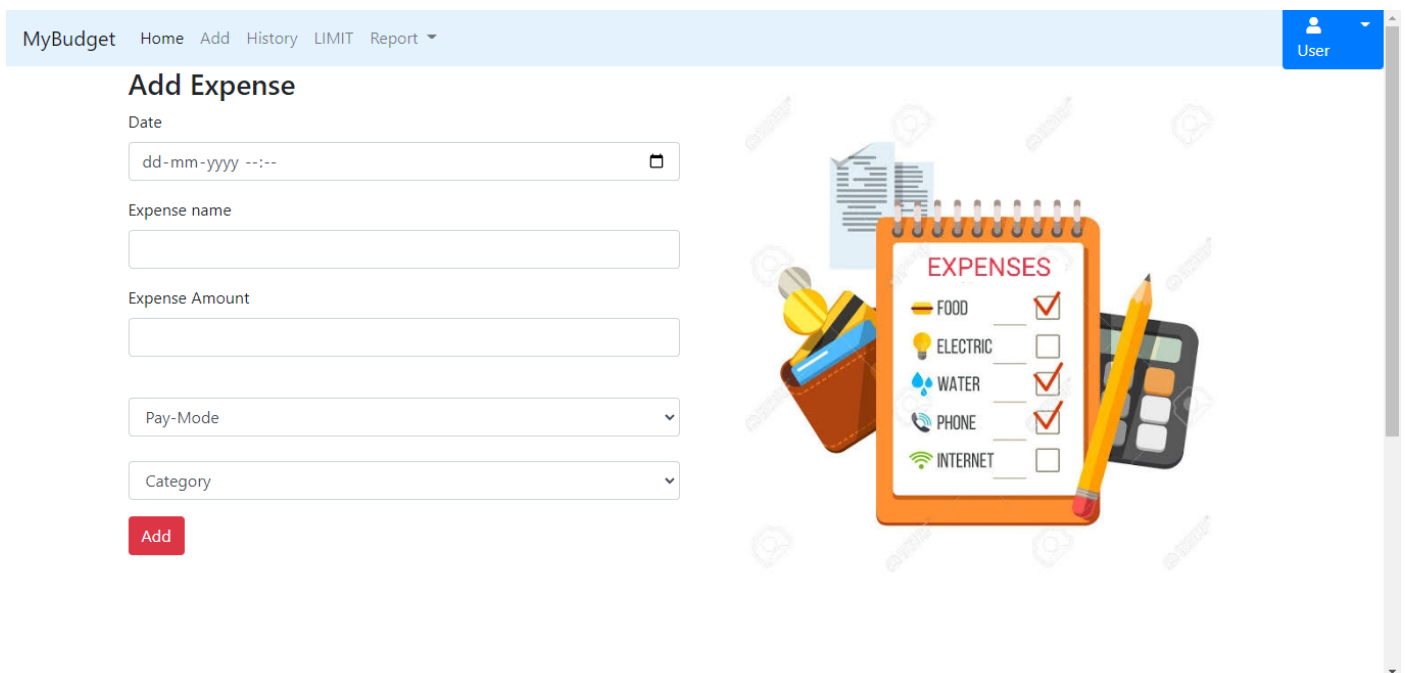 MyBudget Home Add History LIMIT Report
User
Add Expense
Date
dd-mm-yyyy --:--
Expense name
Expense Amount
Pay-Mode
Category
Add
EXPENSES
FOOD
ELECTRIC
WATER
PHONE
INTERNET